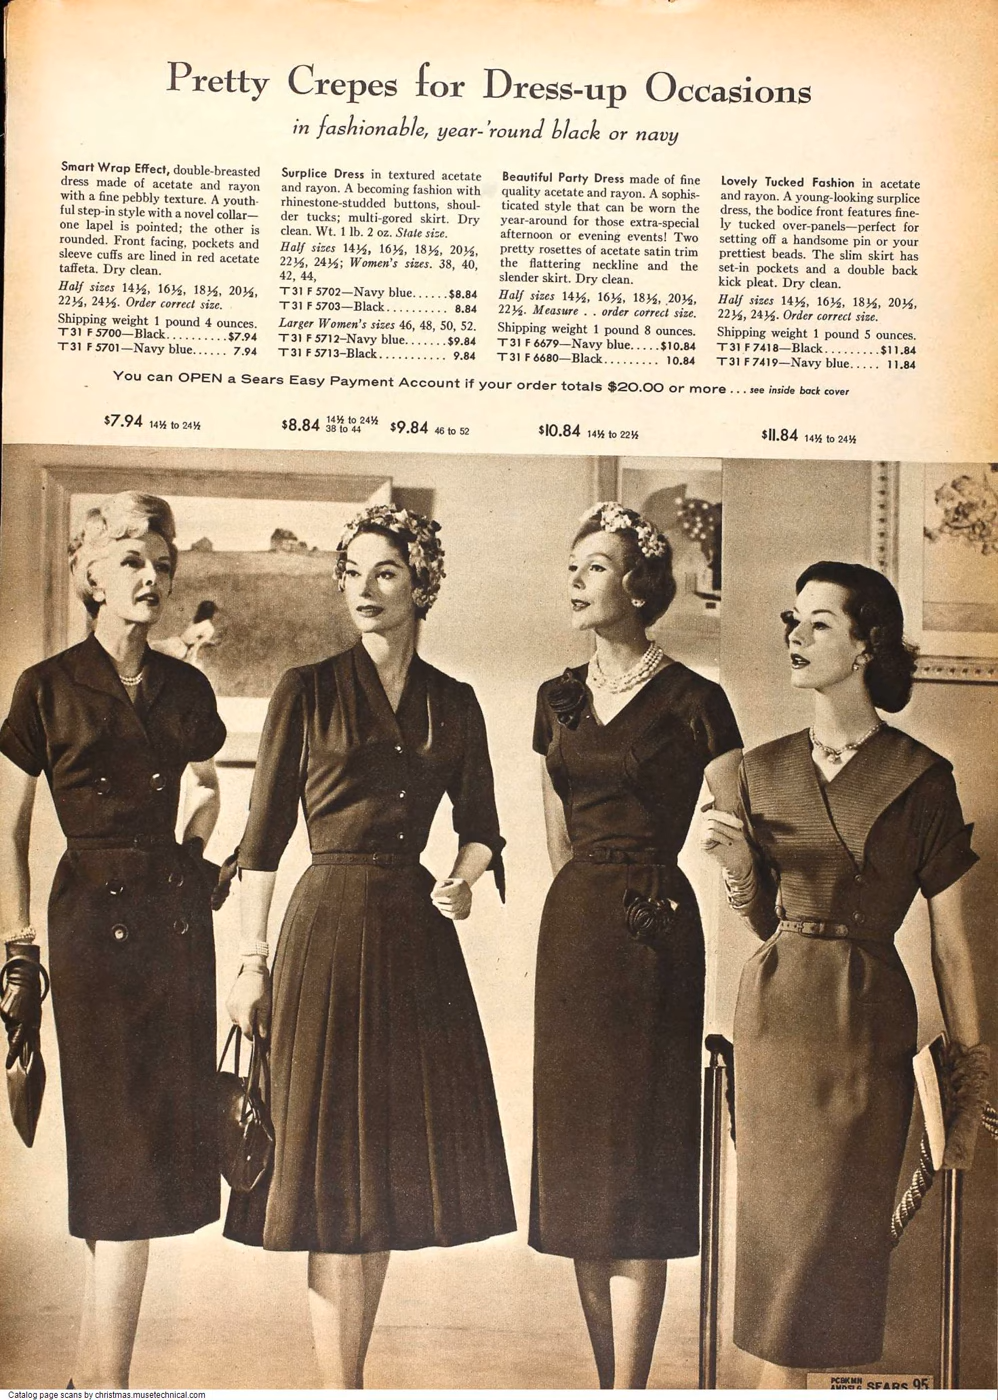 Pretty Crepes for Dress-up Occasions
in fashionable, year-'round black or navy
Smart Wrap Effect, double-breasted
dress made of acetate and rayon
with a fine pebbly texture. A youth-
ful step-in style with a novel collar—
one lapel is pointed; the other is
rounded. Front facing, pockets and
sleeve cuffs are lined in red acetate
taffeta. Dry clean.
Half sizes 14½, 16½, 18½, 20½,
22½, 24½. Order correct size.
Shipping weight 1 pound 4 ounces.
T31 F 5700—Black..........$7.94
T31 F 5701—Navy blue...... 7.94
Surplice Dress in textured acetate
and rayon. A becoming fashion with
rhinestone-studded buttons, shoul-
der tucks; multi-gored skirt. Dry
clean. Wt. 1 lb. 2 oz. State size.
Half sizes 14½, 16½, 18½, 20½,
22½, 24½; Women's sizes. 38, 40,
42, 44,
T31 F 5702—Navy blue......$8.84
T31 F 5703—Black.......... 8.84
Larger Women's sizes 46, 48, 50, 52.
T31 F 5712–Navy blue.......$9.84
T31 F 5713–Black........... 9.84
Beautiful Party Dress made of fine
quality acetate and rayon. A sophis-
ticated style that can be worn the
year-around for those extra-special
afternoon or evening events! Two
pretty rosettes of acetate satin trim
the flattering neckline and the
slender skirt. Dry clean.
Half sizes 14½, 16½, 18½, 20½,
22½. Measure . . order correct size.
Shipping weight 1 pound 8 ounces.
T31 F 6679—Navy blue.....$10.84
T31 F 6680—Black......... 10.84
Lovely Tucked Fashion in acetate
and rayon. A young-looking surplice
dress, the bodice front features fine-
ly tucked over-panels—perfect for
setting off a handsome pin or your
prettiest beads. The slim skirt has
set-in pockets and a double back
kick pleat. Dry clean.
Half sizes 14½, 16½, 18½, 20½,
22½, 24½. Order correct size.
Shipping weight 1 pound 5 ounces.
T31 F 7418—Black.........$11.84
T31 F 7419—Navy blue..... 11.84
You can OPEN a Sears Easy Payment Account if your order totals $20.00 or more . . . see inside back cover
$7.94 14½ to 24½
$8.84 14½ to 24½
38 to 44
$9.84 46 to 52
$10.84 14½ to 22½
$11.84 14½ to 24½
PCBKMN
SEARS 95
Catalog page scans by christmas.musetechnical.com